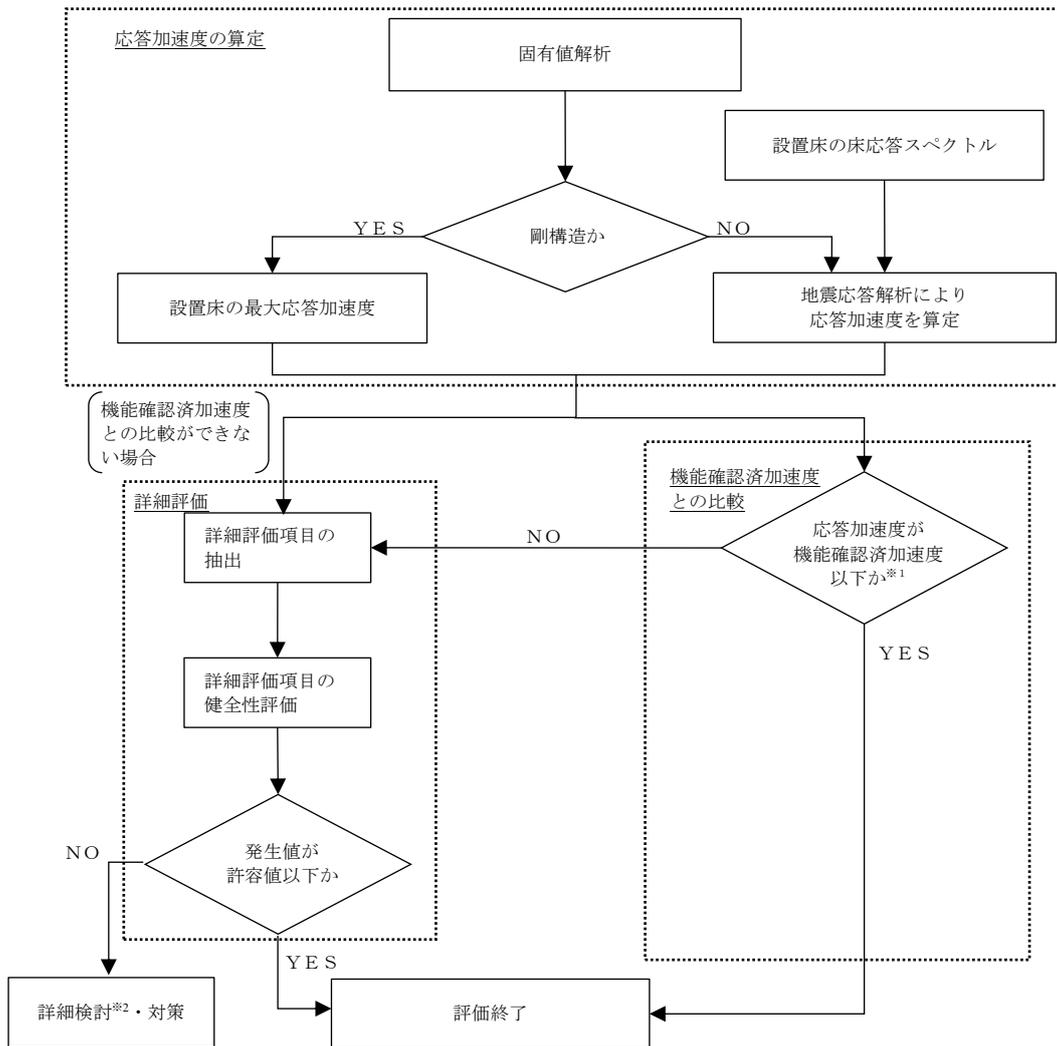 応答加速度の算定
固有値解析
設置床の床応答スペクトル
ＹＥＳ
剛構造か
ＮＯ
設置床の最大応答加速度
地震応答解析により
応答加速度を算定
機能確認済加速度
との比較ができな
い場合
機能確認済加速度
との比較
詳細評価
詳細評価項目の
抽出
ＮＯ
応答加速度が
機能確認済加速度
以下か※1
ＹＥＳ
詳細評価項目の
健全性評価
ＮＯ
発生値が
許容値以下か
ＹＥＳ
詳細検討※2・対策
評価終了